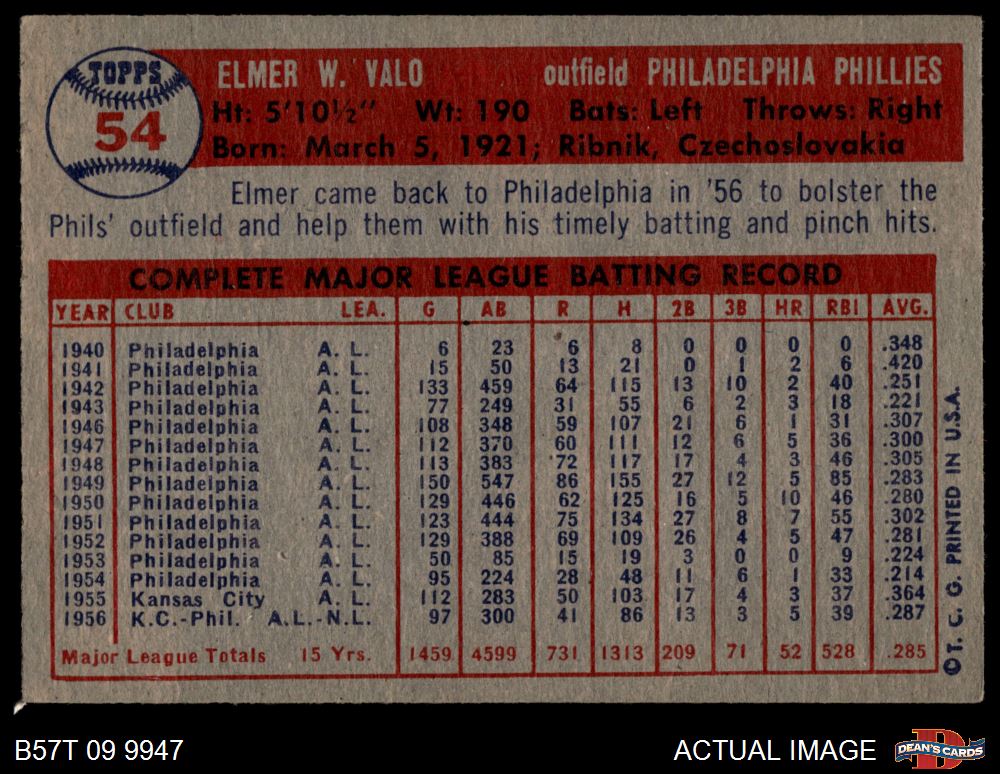 TOPPS
54
ELMER W. VALO outfield PHILADELPHIA PHILLIES
Ht: 5'10½" Wt: 190 Bats: Left Throws: Right
Born: March 5, 1921; Ribnik, Czechoslovakia
Elmer came back to Philadelphia in '56 to bolster the
Phils' outfield and help them with his timely batting and pinch hits.
COMPLETE MAJOR LEAGUE BATTING RECORD
YEAR CLUB LEA. G AB R H 2B 3B HR RBI AVG.
1940 Philadelphia A. L. 6 23 6 8 0 0 0 0 .348
1941 Philadelphia A. L. 15 50 13 21 0 1 2 6 .420
1942 Philadelphia A. L. 133 459 64 115 13 10 2 40 .251
1943 Philadelphia A. L. 77 249 31 55 6 2 3 18 .221
1946 Philadelphia A. L. 108 348 59 107 21 6 1 31 .307
1947 Philadelphia A. L. 112 370 60 111 12 6 5 36 .300
1948 Philadelphia A. L. 113 383 72 117 17 4 3 46 .305
1949 Philadelphia A. L. 150 547 86 155 27 12 5 85 .283
1950 Philadelphia A. L. 129 446 62 125 16 5 10 46 .280
1951 Philadelphia A. L. 123 444 75 134 27 8 7 55 .302
1952 Philadelphia A. L. 129 388 69 109 26 4 5 47 .281
1953 Philadelphia A. L. 50 85 15 19 3 0 0 9 .224
1954 Philadelphia A. L. 95 224 28 48 11 6 1 33 .214
1955 Kansas City A. L. 112 283 50 103 17 4 3 37 .364
1956 K.C.-Phil. A.L.-N.L. 97 300 41 86 13 3 5 39 .287
Major League Totals 15 Yrs. 1459 4599 731 1313 209 71 52 528 .285
©T. C. G. PRINTED IN U.S.A.
B57T 09 9947 ACTUAL IMAGE
DEAN'S CARDS